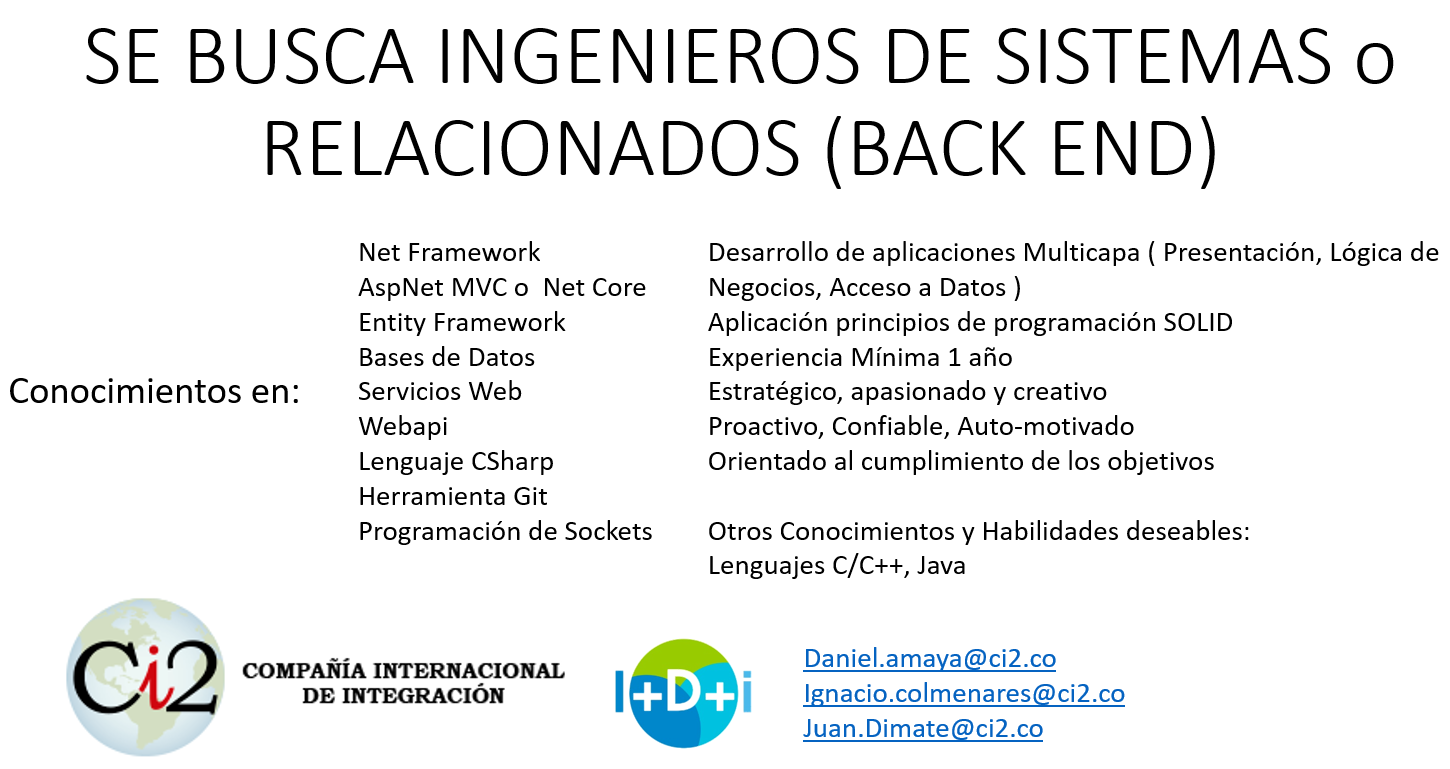 SE BUSCA INGENIEROS DE SISTEMAS o
RELACIONADOS (BACK END)
Conocimientos en:
Net Framework
AspNet MVC o  Net Core
Entity Framework
Bases de Datos
Servicios Web
Webapi
Lenguaje CSharp
Herramienta Git
Programación de Sockets
Desarrollo de aplicaciones Multicapa ( Presentación, Lógica de
Negocios, Acceso a Datos )
Aplicación principios de programación SOLID
Experiencia Mínima 1 año
Estratégico, apasionado y creativo
Proactivo, Confiable, Auto-motivado
Orientado al cumplimiento de los objetivos
Otros Conocimientos y Habilidades deseables:
Lenguajes C/C++, Java
Ci2
COMPAÑÍA INTERNACIONAL
DE INTEGRACIÓN
I+D+i
Daniel.amaya@ci2.co
Ignacio.colmenares@ci2.co
Juan.Dimate@ci2.co